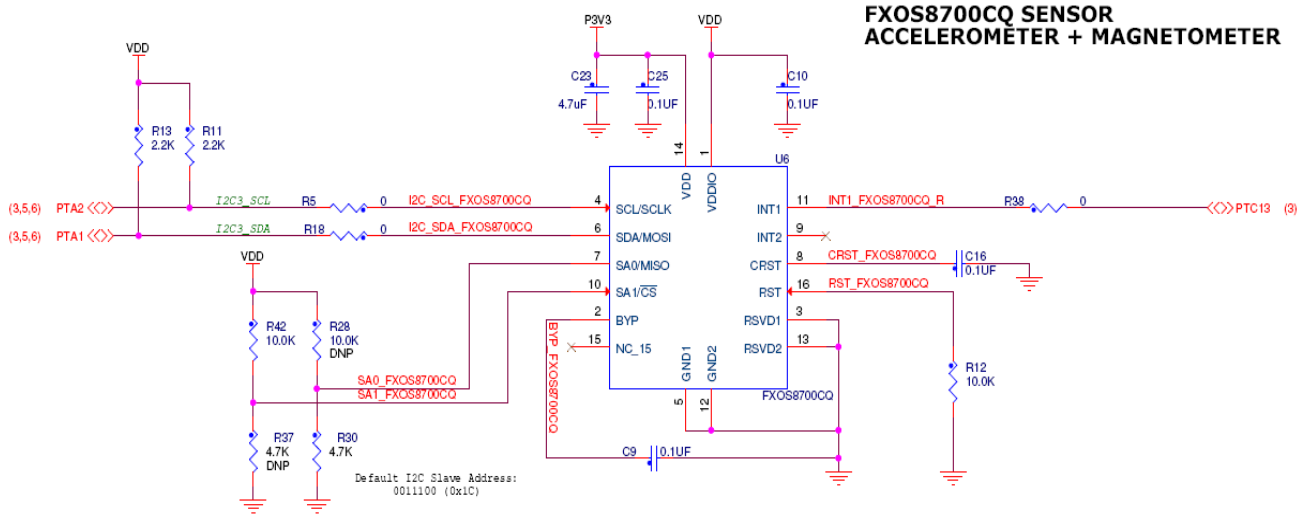 FXOS8700CQ SENSOR
ACCELEROMETER + MAGNETOMETER
P3V3
VDD
VDD
C23
4.7uF
C25
0.1UF
C10
0.1UF
R13
2.2K
R11
2.2K
U6
14
1
VDD
VDDIO
(3,5,6) PTA2
I2C3_SCL
R5
0
I2C_SCL_FXOS8700CQ
4
SCL/SCLK
INT1
11
INT1_FXOS8700CQ_R
R38
0
PTC13 (3)
(3,5,6) PTA1
I2C3_SDA
R18
0
I2C_SDA_FXOS8700CQ
6
SDA/MOSI
INT2
9
VDD
7
SA0/MISO
CRST
8
CRST_FXOS8700CQ
C16
0.1UF
10
SA1/CS
RST
16
RST_FXOS8700CQ
2
BYP
RSVD1
3
15
NC_15
RSVD2
13
R42
10.0K
R28
10.0K
DNP
BYP_FXOS8700CQ
GND1
GND2
5
12
FXOS8700CQ
R12
10.0K
SA0_FXOS8700CQ
SA1_FXOS8700CQ
R37
4.7K
DNP
R30
4.7K
C9
0.1UF
Default I2C Slave Address:
0011100 (0x1C)